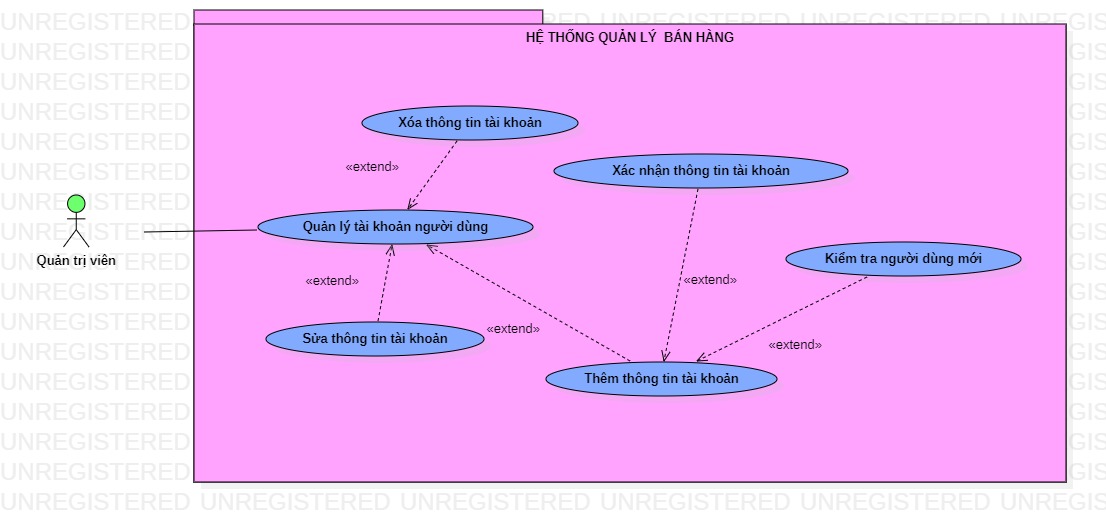 HỆ THỐNG QUẢN LÝ BÁN HÀNG
Xóa thông tin tài khoản
«extend»
Xác nhận thông tin tài khoản
Quản lý tài khoản người dùng
Quản trị viên
Kiểm tra người dùng mới
«extend»
«extend»
«extend»
Sửa thông tin tài khoản
«extend»
Thêm thông tin tài khoản
UNREGISTERED UNREGISTERED UNREGISTERED UNREGISTERED UNREGISTERED UNREGIS